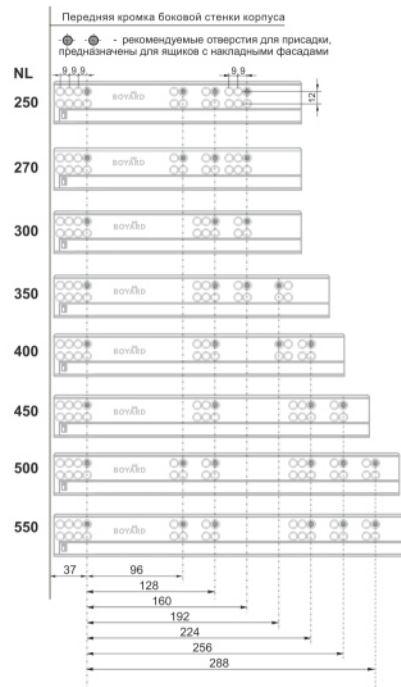 Передняя кромка боковой стенки корпуса
- рекомендуемые отверстия для присадки,
предназначены для ящиков с накладными фасадами
NL
9 9 9
9 9
250
BOYARD
12
270
BOYARD
300
BOYARD
350
BOYARD
400
BOYARD
450
BOYARD
500
BOYARD
550
BOYARD
37
96
128
160
192
224
256
288